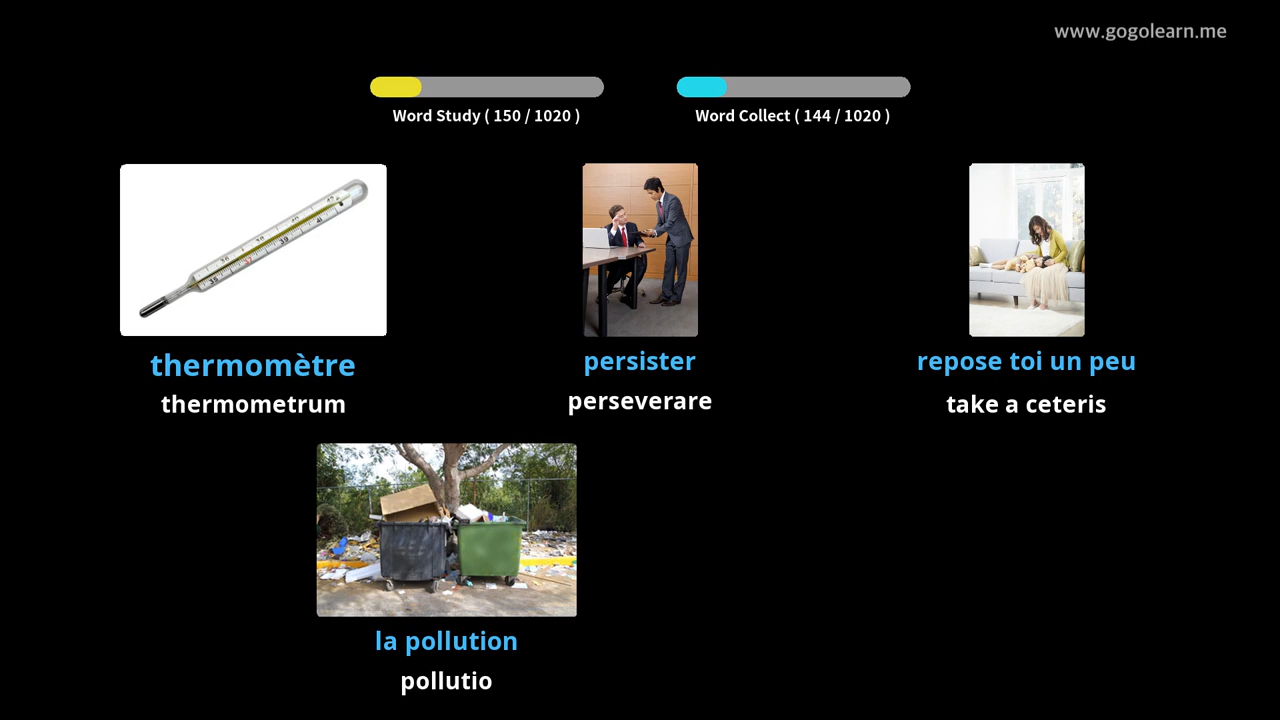 www.gogolearn.me
Word Study ( 150 / 1020 )
Word Collect ( 144 / 1020 )
thermomètre
thermometrum
persister
perseverare
repose toi un peu
take a ceteris
la pollution
pollutio